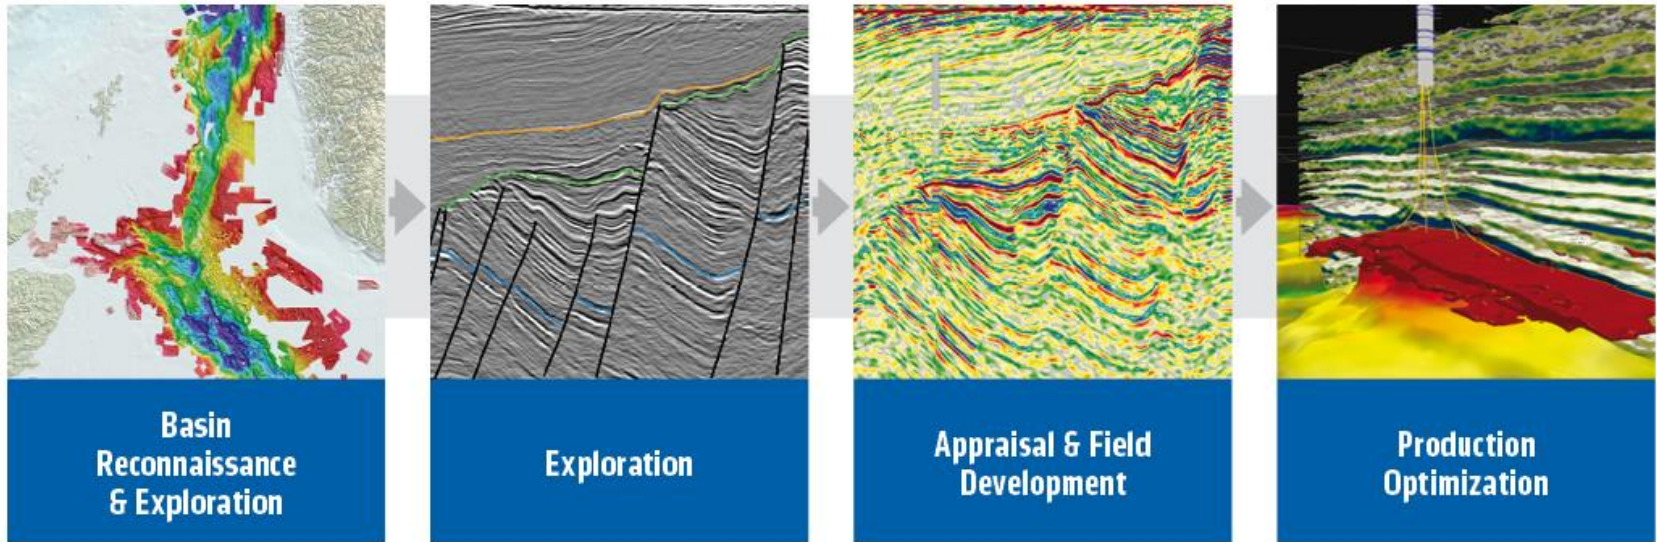 Basin
Reconnaissance
& Exploration
Exploration
Appraisal & Field
Development
Production
Optimization